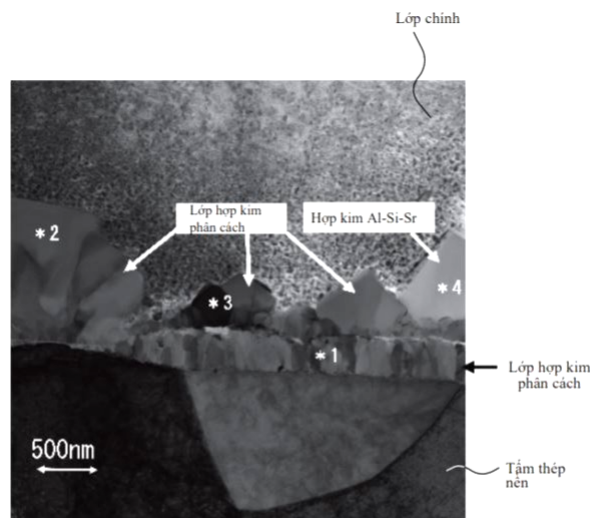 Lớp chính
Lớp hợp kim
phân cách
Hợp kim Al-Si-Sr
*2
*3
*4
*1
Lớp hợp kim
phân cách
500nm
Tấm thép
nền